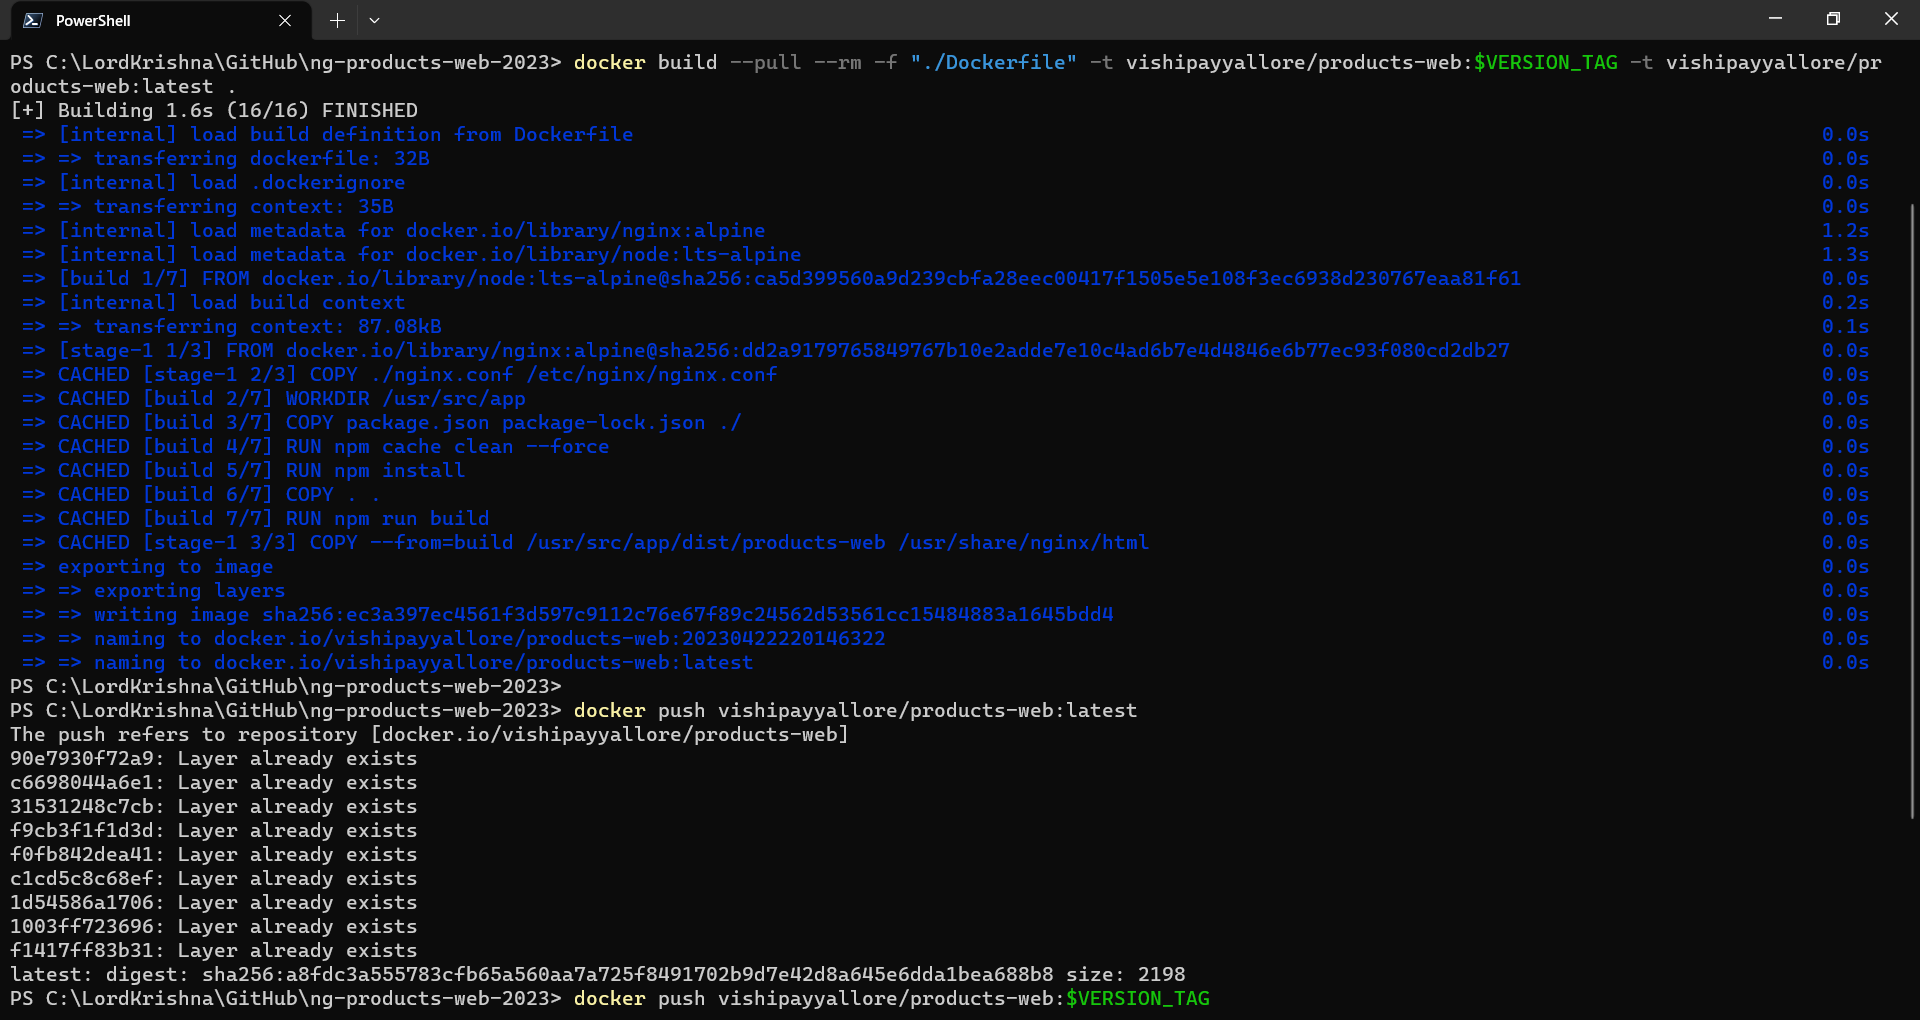 PowerShell
PS C:\LordKrishna\GitHub\ng-products-web-2023> docker build --pull --rm -f "./Dockerfile" -t vishipayyallore/products-web:$VERSION_TAG -t vishipayyallore/pr
oducts-web:latest .
[+] Building 1.6s (16/16) FINISHED
=> [internal] load build definition from Dockerfile 0.0s
=> => transferring dockerfile: 32B 0.0s
=> [internal] load .dockerignore 0.0s
=> => transferring context: 35B 0.0s
=> [internal] load metadata for docker.io/library/nginx:alpine 1.2s
=> [internal] load metadata for docker.io/library/node:lts-alpine 1.3s
=> [build 1/7] FROM docker.io/library/node:lts-alpine@sha256:ca5d399560a9d239cbfa28eec00417f1505e5e108f3ec6938d230767eaa81f61 0.0s
=> [internal] load build context 0.2s
=> => transferring context: 87.08kB 0.1s
=> [stage-1 1/3] FROM docker.io/library/nginx:alpine@sha256:dd2a9179765849767b10e2adde7e10c4ad6b7e4d4846e6b77ec93f080cd2db27 0.0s
=> CACHED [stage-1 2/3] COPY ./nginx.conf /etc/nginx/nginx.conf 0.0s
=> CACHED [build 2/7] WORKDIR /usr/src/app 0.0s
=> CACHED [build 3/7] COPY package.json package-lock.json ./ 0.0s
=> CACHED [build 4/7] RUN npm cache clean --force 0.0s
=> CACHED [build 5/7] RUN npm install 0.0s
=> CACHED [build 6/7] COPY . . 0.0s
=> CACHED [build 7/7] RUN npm run build 0.0s
=> CACHED [stage-1 3/3] COPY --from=build /usr/src/app/dist/products-web /usr/share/nginx/html 0.0s
=> exporting to image 0.0s
=> => exporting layers 0.0s
=> => writing image sha256:ec3a397ec4561f3d597c9112c76e67f89c24562d53561cc15484883a1645bdd4 0.0s
=> => naming to docker.io/vishipayyallore/products-web:20230422220146322 0.0s
=> => naming to docker.io/vishipayyallore/products-web:latest 0.0s
PS C:\LordKrishna\GitHub\ng-products-web-2023>
PS C:\LordKrishna\GitHub\ng-products-web-2023> docker push vishipayyallore/products-web:latest
The push refers to repository [docker.io/vishipayyallore/products-web]
90e7930f72a9: Layer already exists
c6698044a6e1: Layer already exists
31531248c7cb: Layer already exists
f9cb3f1f1d3d: Layer already exists
f0fb842dea41: Layer already exists
c1cd5c8c68ef: Layer already exists
1d54586a1706: Layer already exists
1003ff723696: Layer already exists
f1417ff83b31: Layer already exists
latest: digest: sha256:a8fdc3a555783cfb65a560aa7a725f8491702b9d7e42d8a645e6dda1bea688b8 size: 2198
PS C:\LordKrishna\GitHub\ng-products-web-2023> docker push vishipayyallore/products-web:$VERSION_TAG